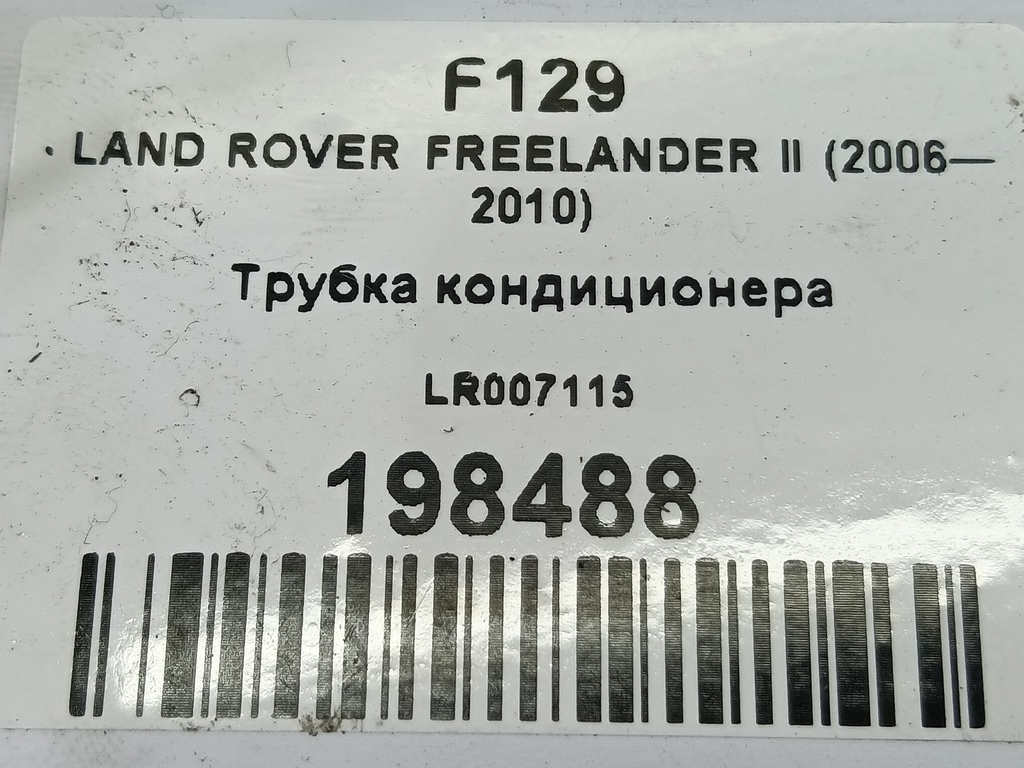 F129
LAND ROVER FREELANDER II (2006—
2010)
Трубка кондиционера
LR007115
198488